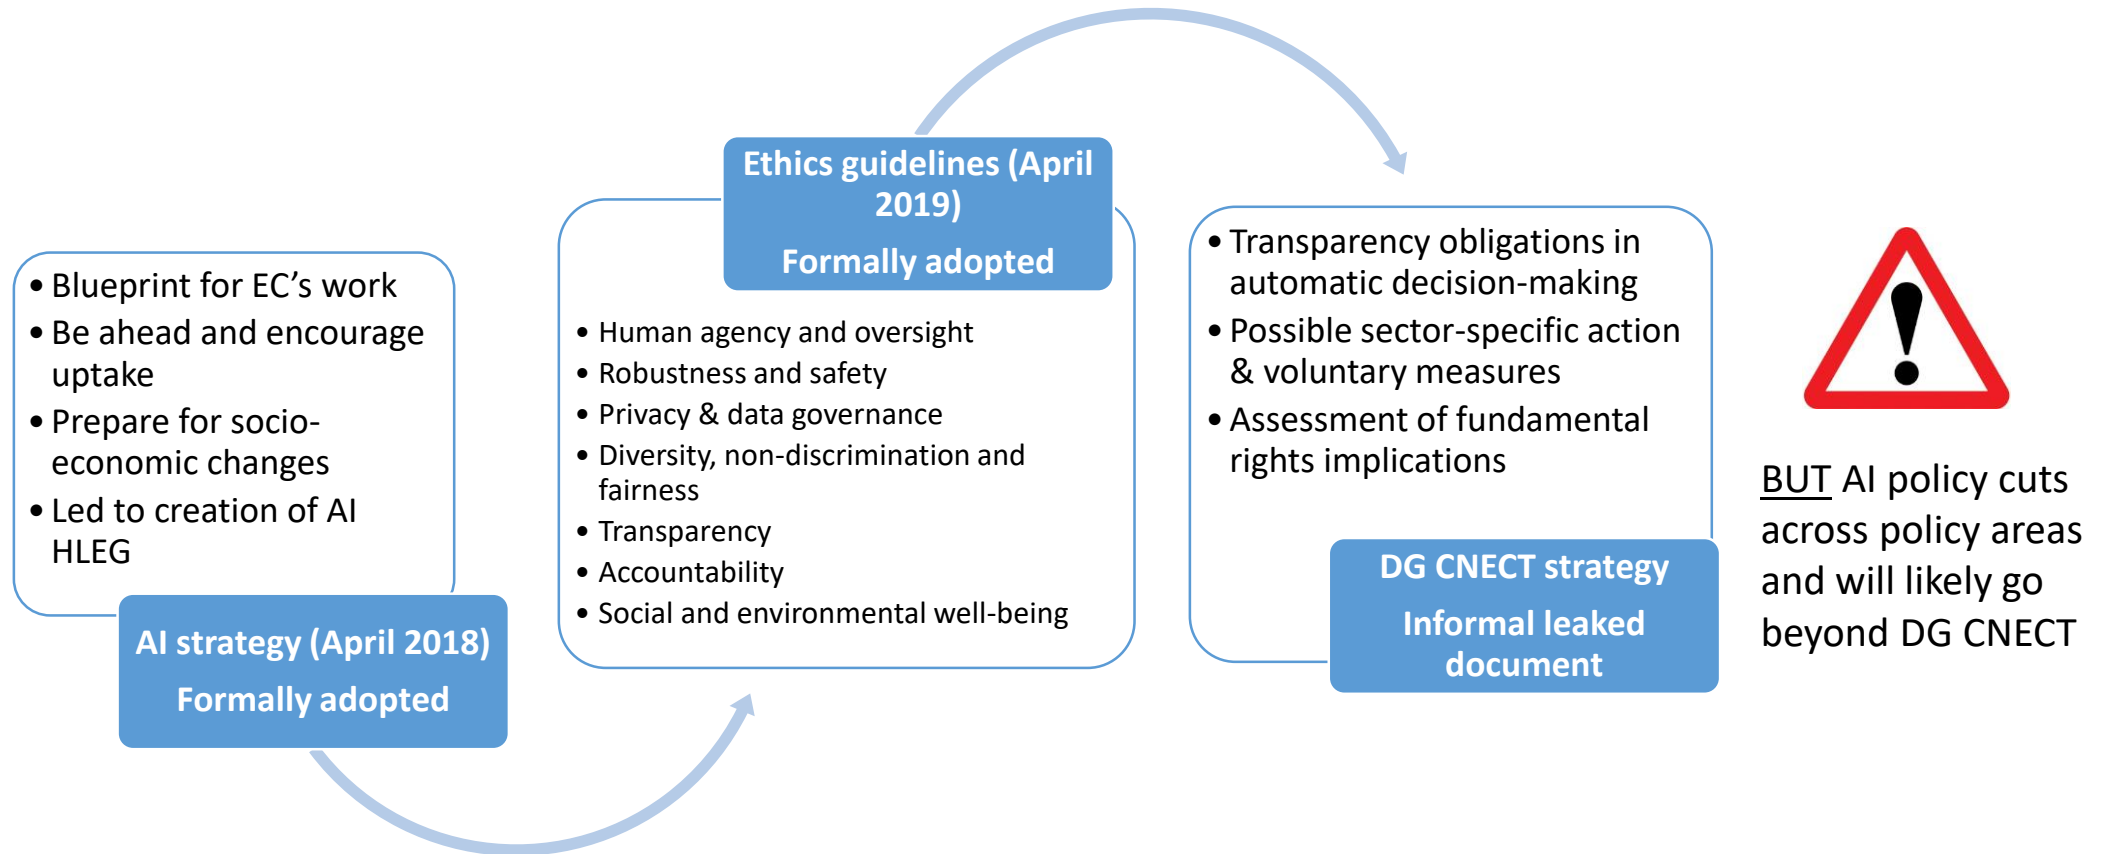 • Blueprint for EC’s work
• Be ahead and encourage
uptake
• Prepare for socio-
economic changes
• Led to creation of AI
HLEG
AI strategy (April 2018)
Formally adopted
Ethics guidelines (April
2019)
Formally adopted
• Human agency and oversight
• Robustness and safety
• Privacy & data governance
• Diversity, non-discrimination and
fairness
• Transparency
• Accountability
• Social and environmental well-being
• Transparency obligations in
automatic decision-making
• Possible sector-specific action
& voluntary measures
• Assessment of fundamental
rights implications
DG CNECT strategy
Informal leaked
document
BUT AI policy cuts
across policy areas
and will likely go
beyond DG CNECT